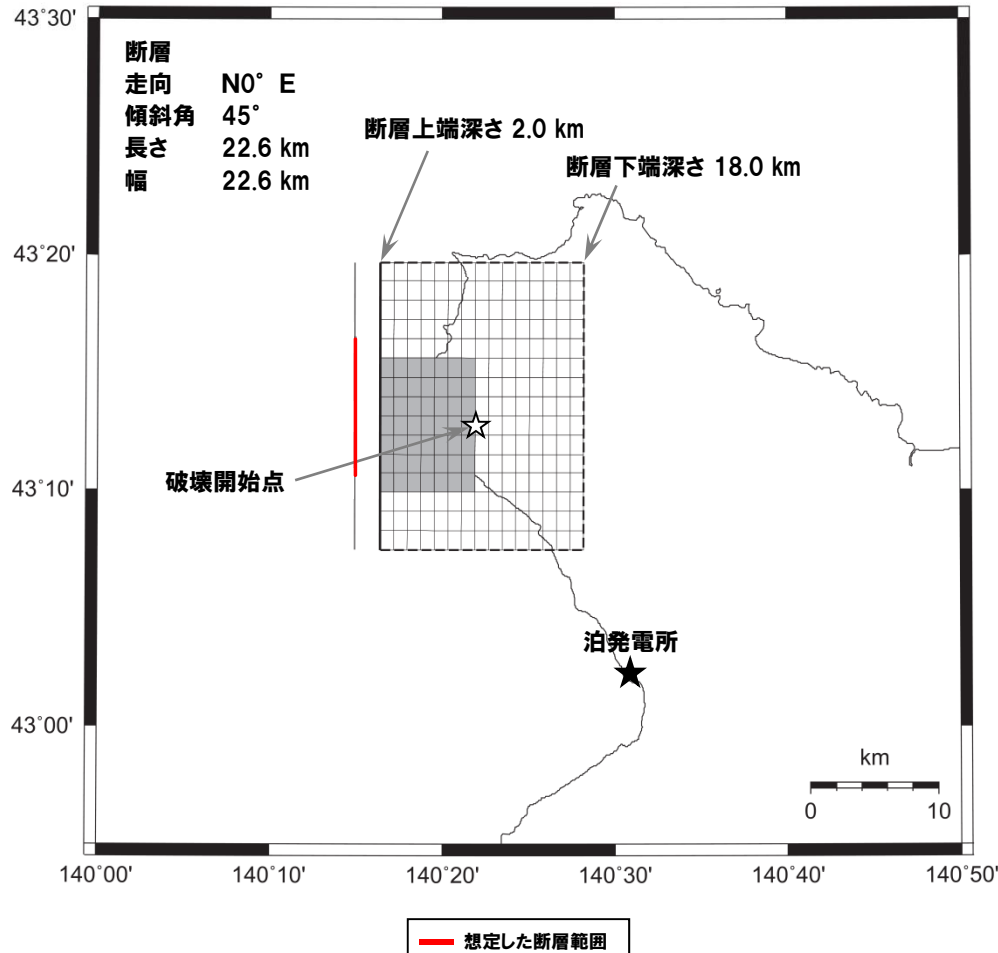 43°30'
断層
走向 N0° E
傾斜角 45°
長さ 22.6 km
幅 22.6 km
断層上端深さ 2.0 km
断層下端深さ 18.0 km
43°20'
破壊開始点
43°10'
泊発電所
43°00'
km
0 10
140°00' 140°10' 140°20' 140°30' 140°40' 140°50'
想定した断層範囲